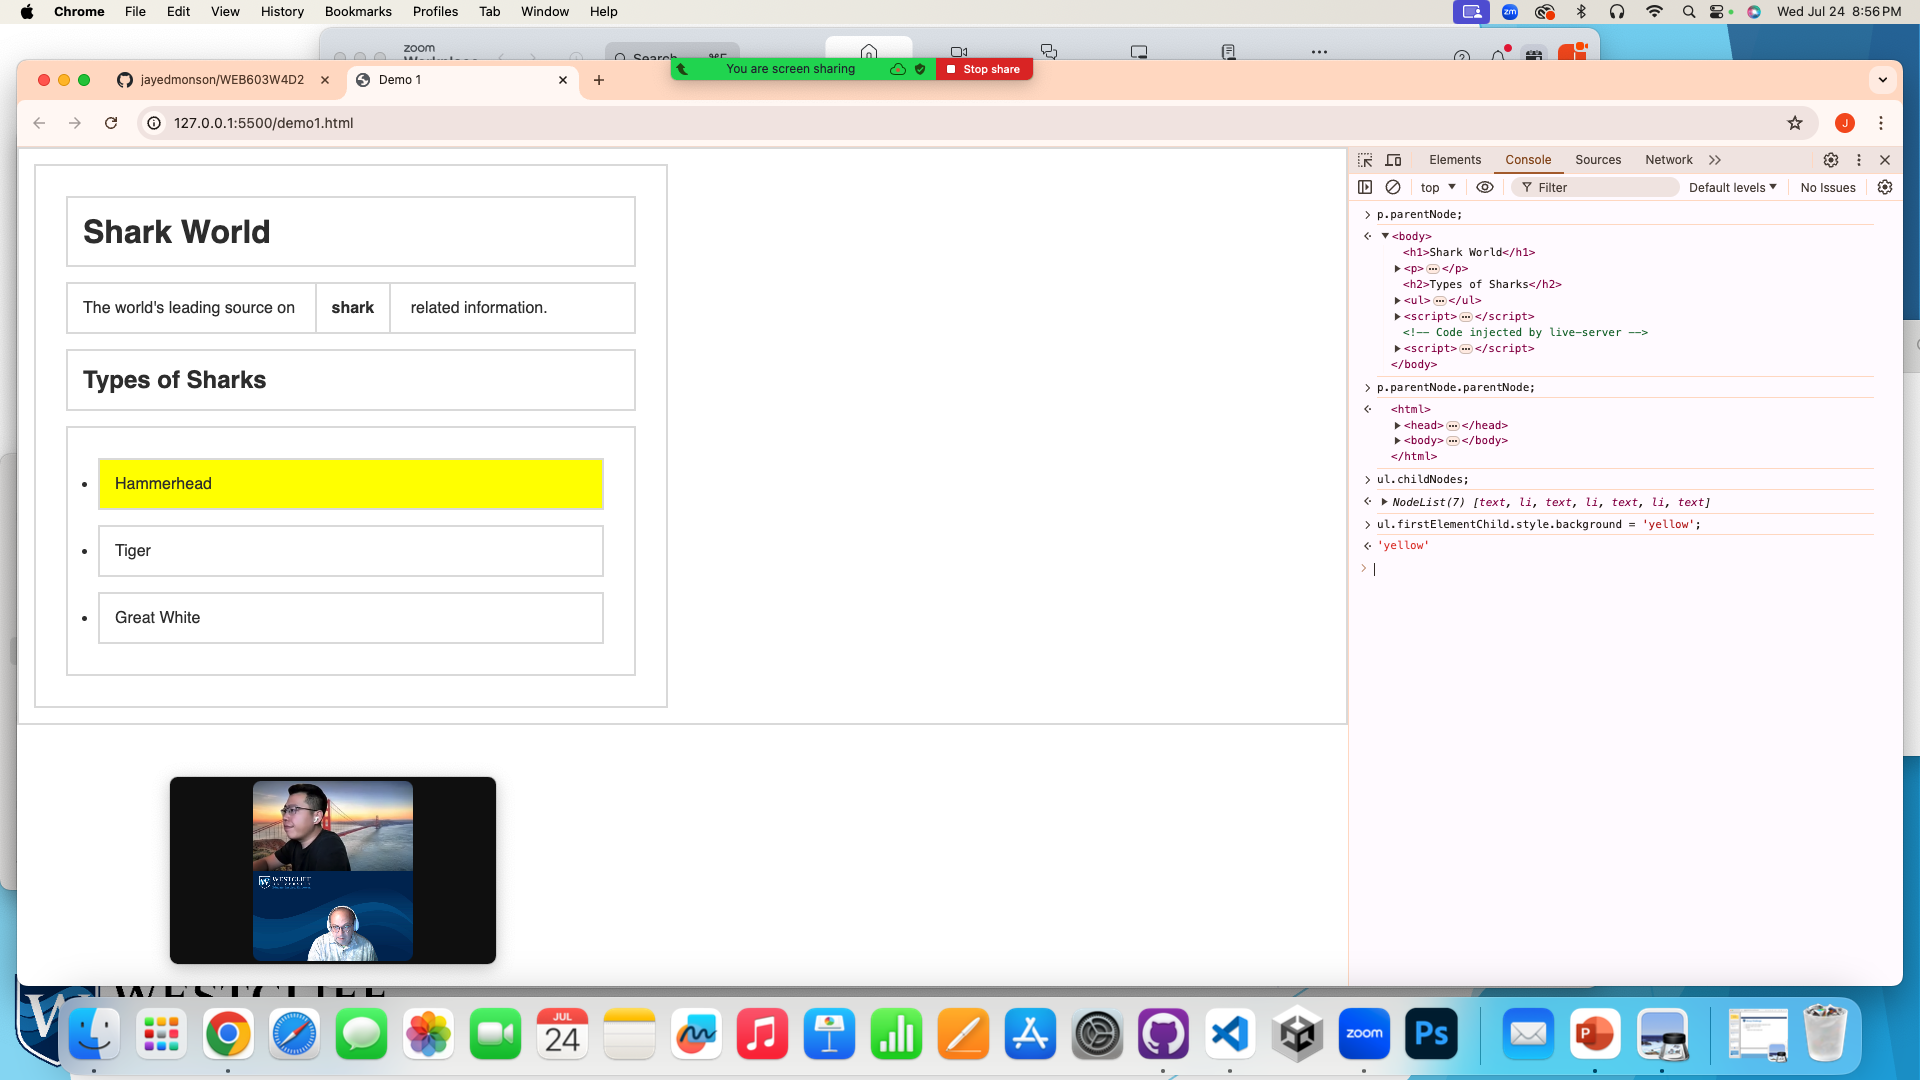 Chrome File Edit View History Bookmarks Profiles Tab Window Help
zm
Wed Jul 24 8:56 PM
zoom
Search
You are screen sharing
Stop share
jayedmonson/WEB603W4D2
Demo 1
127.0.0.1:5500/demo1.html
J
Shark World
The world's leading source on shark related information.
Types of Sharks
Hammerhead
Tiger
Great White
Elements Console Sources Network
top
Filter
Default levels
No Issues
p.parentNode;
<body>
<h1>Shark World</h1>
<p>…</p>
<h2>Types of Sharks</h2>
<ul>…</ul>
<script>…</script>
<!-- Code injected by live-server -->
<script>…</script>
</body>
p.parentNode.parentNode;
<html>
<head>…</head>
<body>…</body>
</html>
ul.childNodes;
NodeList(7) [text, li, text, li, text, li, text]
ul.firstElementChild.style.background = 'yellow';
'yellow'
WESTCLIFF
JUL
24
zoom
Ps
P